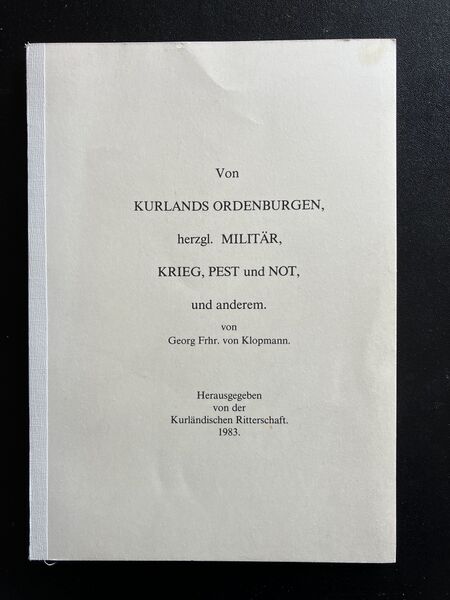 Von
KURLANDS ORDENBURGEN,
herzgl. MILITÄR,
KRIEG, PEST und NOT,
und anderem.
von
Georg Frhr. von Klopmann.
Herausgegeben
von der
Kurländischen Ritterschaft.
1983.